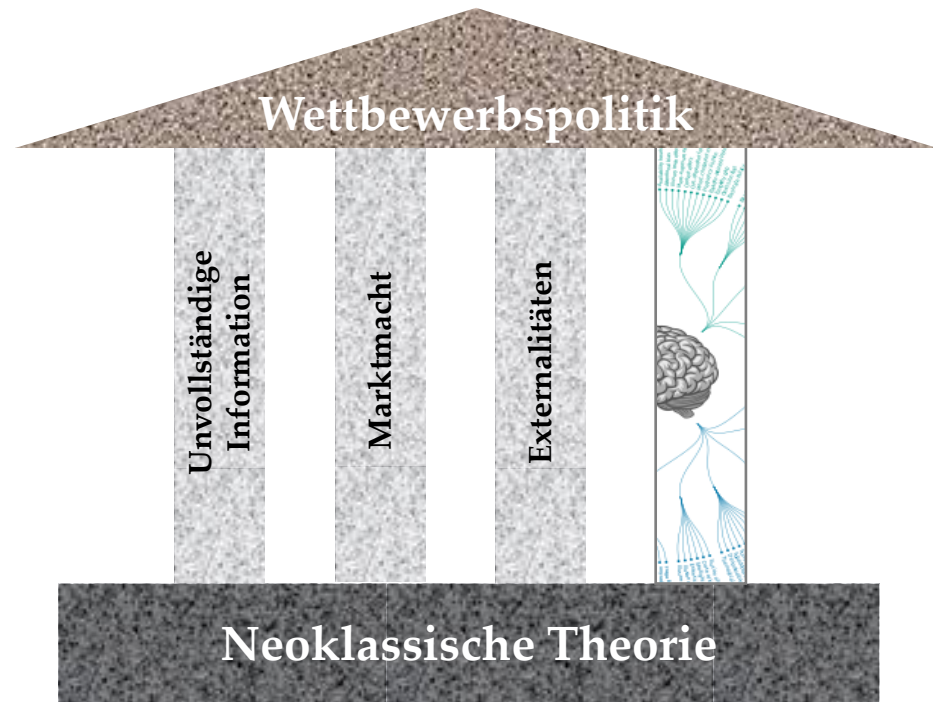 Wettbewerbspolitik
Unvollständige
Information
Marktmacht
Externalitäten
Neoklassische Theorie